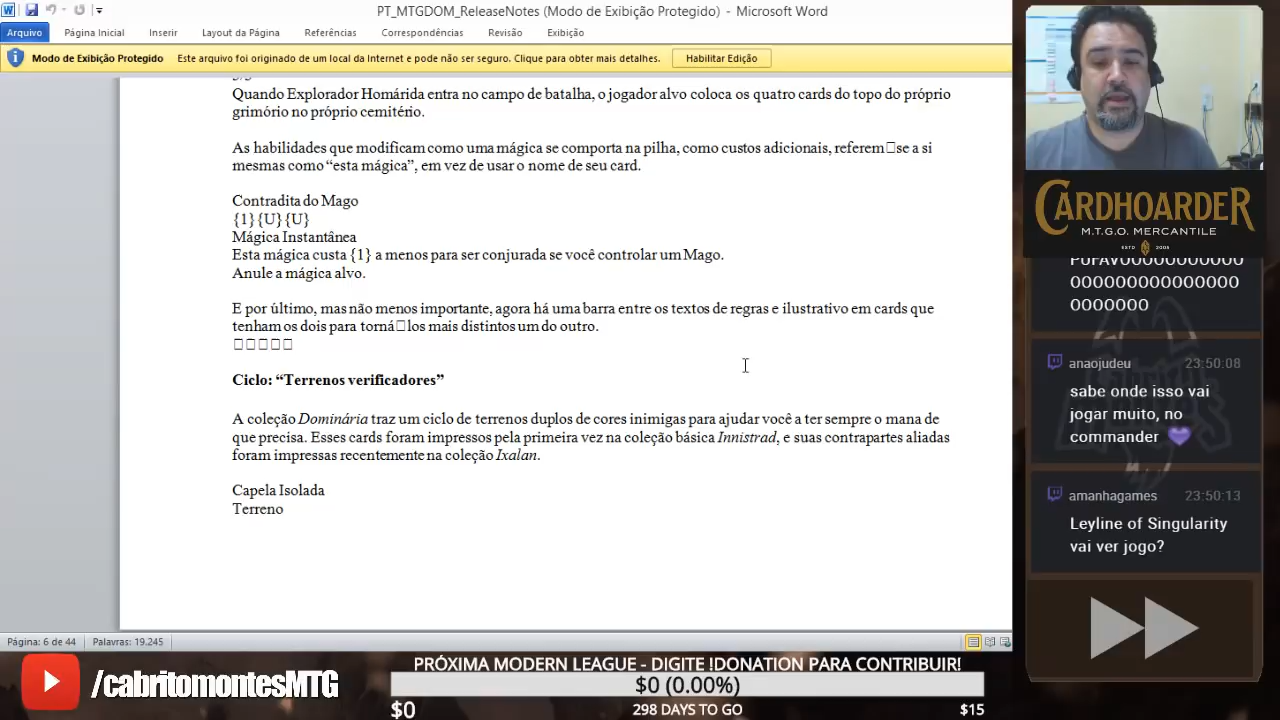 PT_MTGDOM_ReleaseNotes (Modo de Exibição Protegido) - Microsoft Word
Arquivo Página Inicial Inserir Layout da Página Referências Correspondências Revisão Exibição
Modo de Exibição Protegido Este arquivo foi originado de um local da Internet e pode não ser seguro. Clique para obter mais detalhes. Habilitar Edição
Quando Explorador Homárida entra no campo de batalha, o jogador alvo coloca os quatro cards do topo do próprio
grimório no próprio cemitério.
As habilidades que modificam como uma mágica se comporta na pilha, como custos adicionais, referem□se a si
mesmas como “esta mágica”, em vez de usar o nome de seu card.
Contradita do Mago
{1}{U}{U}
Mágica Instantânea
Esta mágica custa {1} a menos para ser conjurada se você controlar um Mago.
Anule a mágica alvo.
E por último, mas não menos importante, agora há uma barra entre os textos de regras e ilustrativo em cards que
tenham os dois para torná□los mais distintos um do outro.
□□□□□
Ciclo: “Terrenos verificadores”
A coleção Dominária traz um ciclo de terrenos duplos de cores inimigas para ajudar você a ter sempre o mana de
que precisa. Esses cards foram impressos pela primeira vez na coleção básica Innistrad, e suas contrapartes aliadas
foram impressas recentemente na coleção Ixalan.
Capela Isolada
Terreno
Página: 6 de 44 Palavras: 19.245
CARDHOARDER
M.T.G.O. MERCANTILE
ESTD 2006
0000000000000000
0000000
anaojudeu 23:50:08
sabe onde isso vai
jogar muito, no
commander 💜
amanhagames 23:50:13
Leyline of Singularity
vai ver jogo?
/cabritomontesMTG
PRÓXIMA MODERN LEAGUE - DIGITE !DONATION PARA CONTRIBUIR!
$0 (0.00%)
$0 298 DAYS TO GO $15